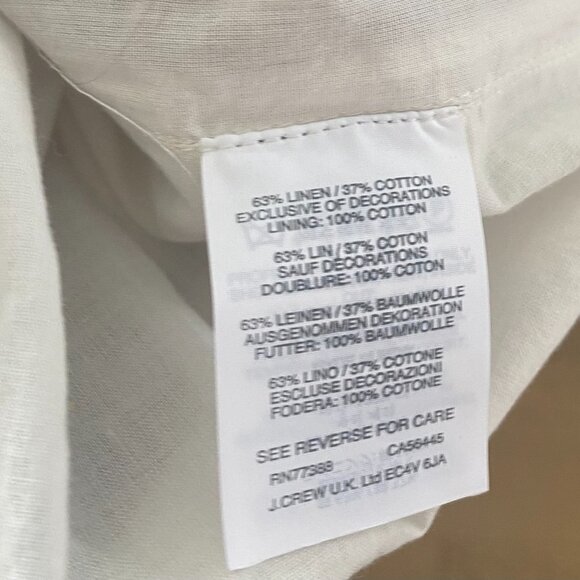 63% LINEN / 37% COTTON
EXCLUSIVE OF DECORATIONS
LINING: 100% COTTON
63% LIN / 37% COTON
SAUF DÉCORATIONS
DOUBLURE: 100% COTON
63% LEINEN / 37% BAUMWOLLE
AUSGENOMMEN DEKORATION
FUTTER: 100% BAUMWOLLE
63% LINO / 37% COTONE
ESCLUSE DECORAZIONI
FODERA: 100% COTONE
SEE REVERSE FOR CARE
RN77388 CA56445
J.CREW U.K. Ltd EC4V 6JA